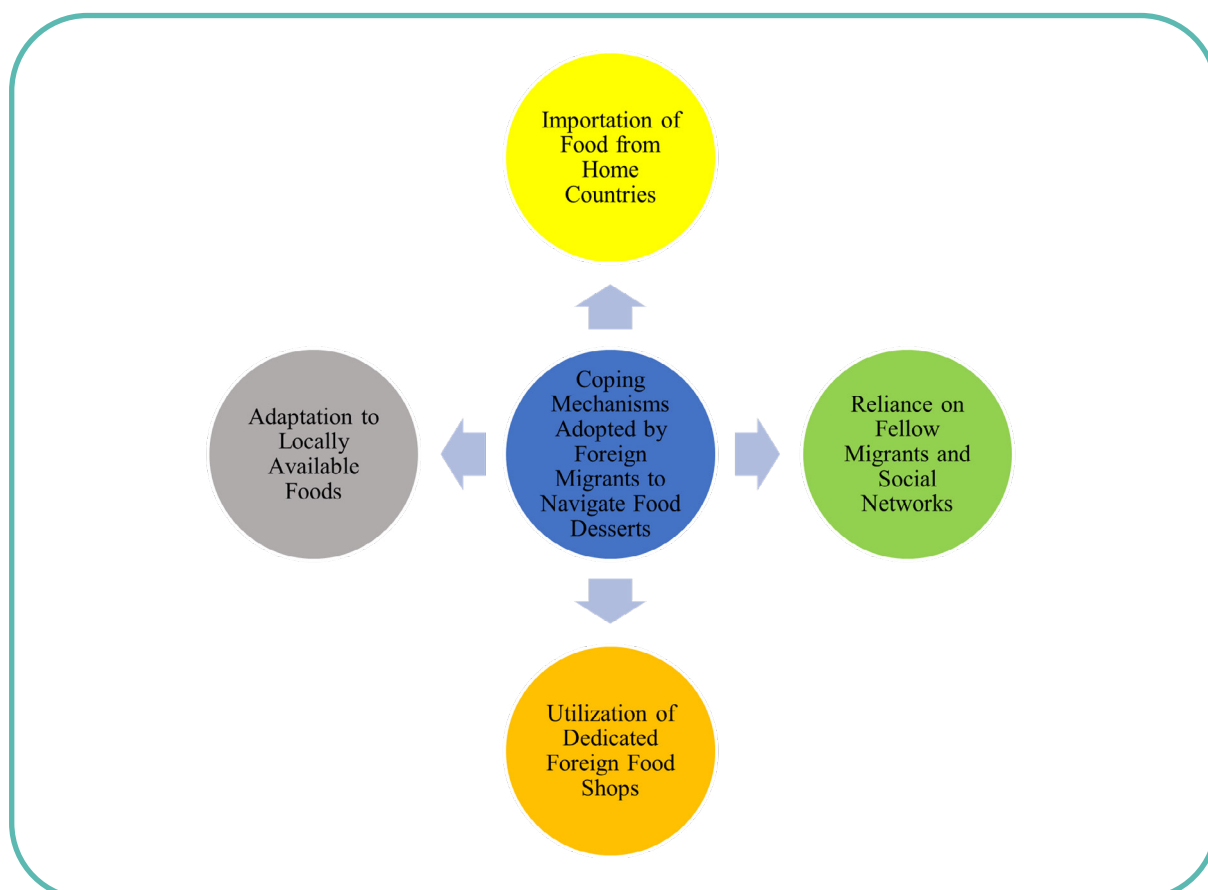 Importation of
Food from
Home
Countries
Adaptation to
Locally
Available
Foods
Coping
Mechanisms
Adopted by
Foreign
Migrants to
Navigate Food
Desserts
Reliance on
Fellow
Migrants and
Social
Networks
Utilization of
Dedicated
Foreign Food
Shops